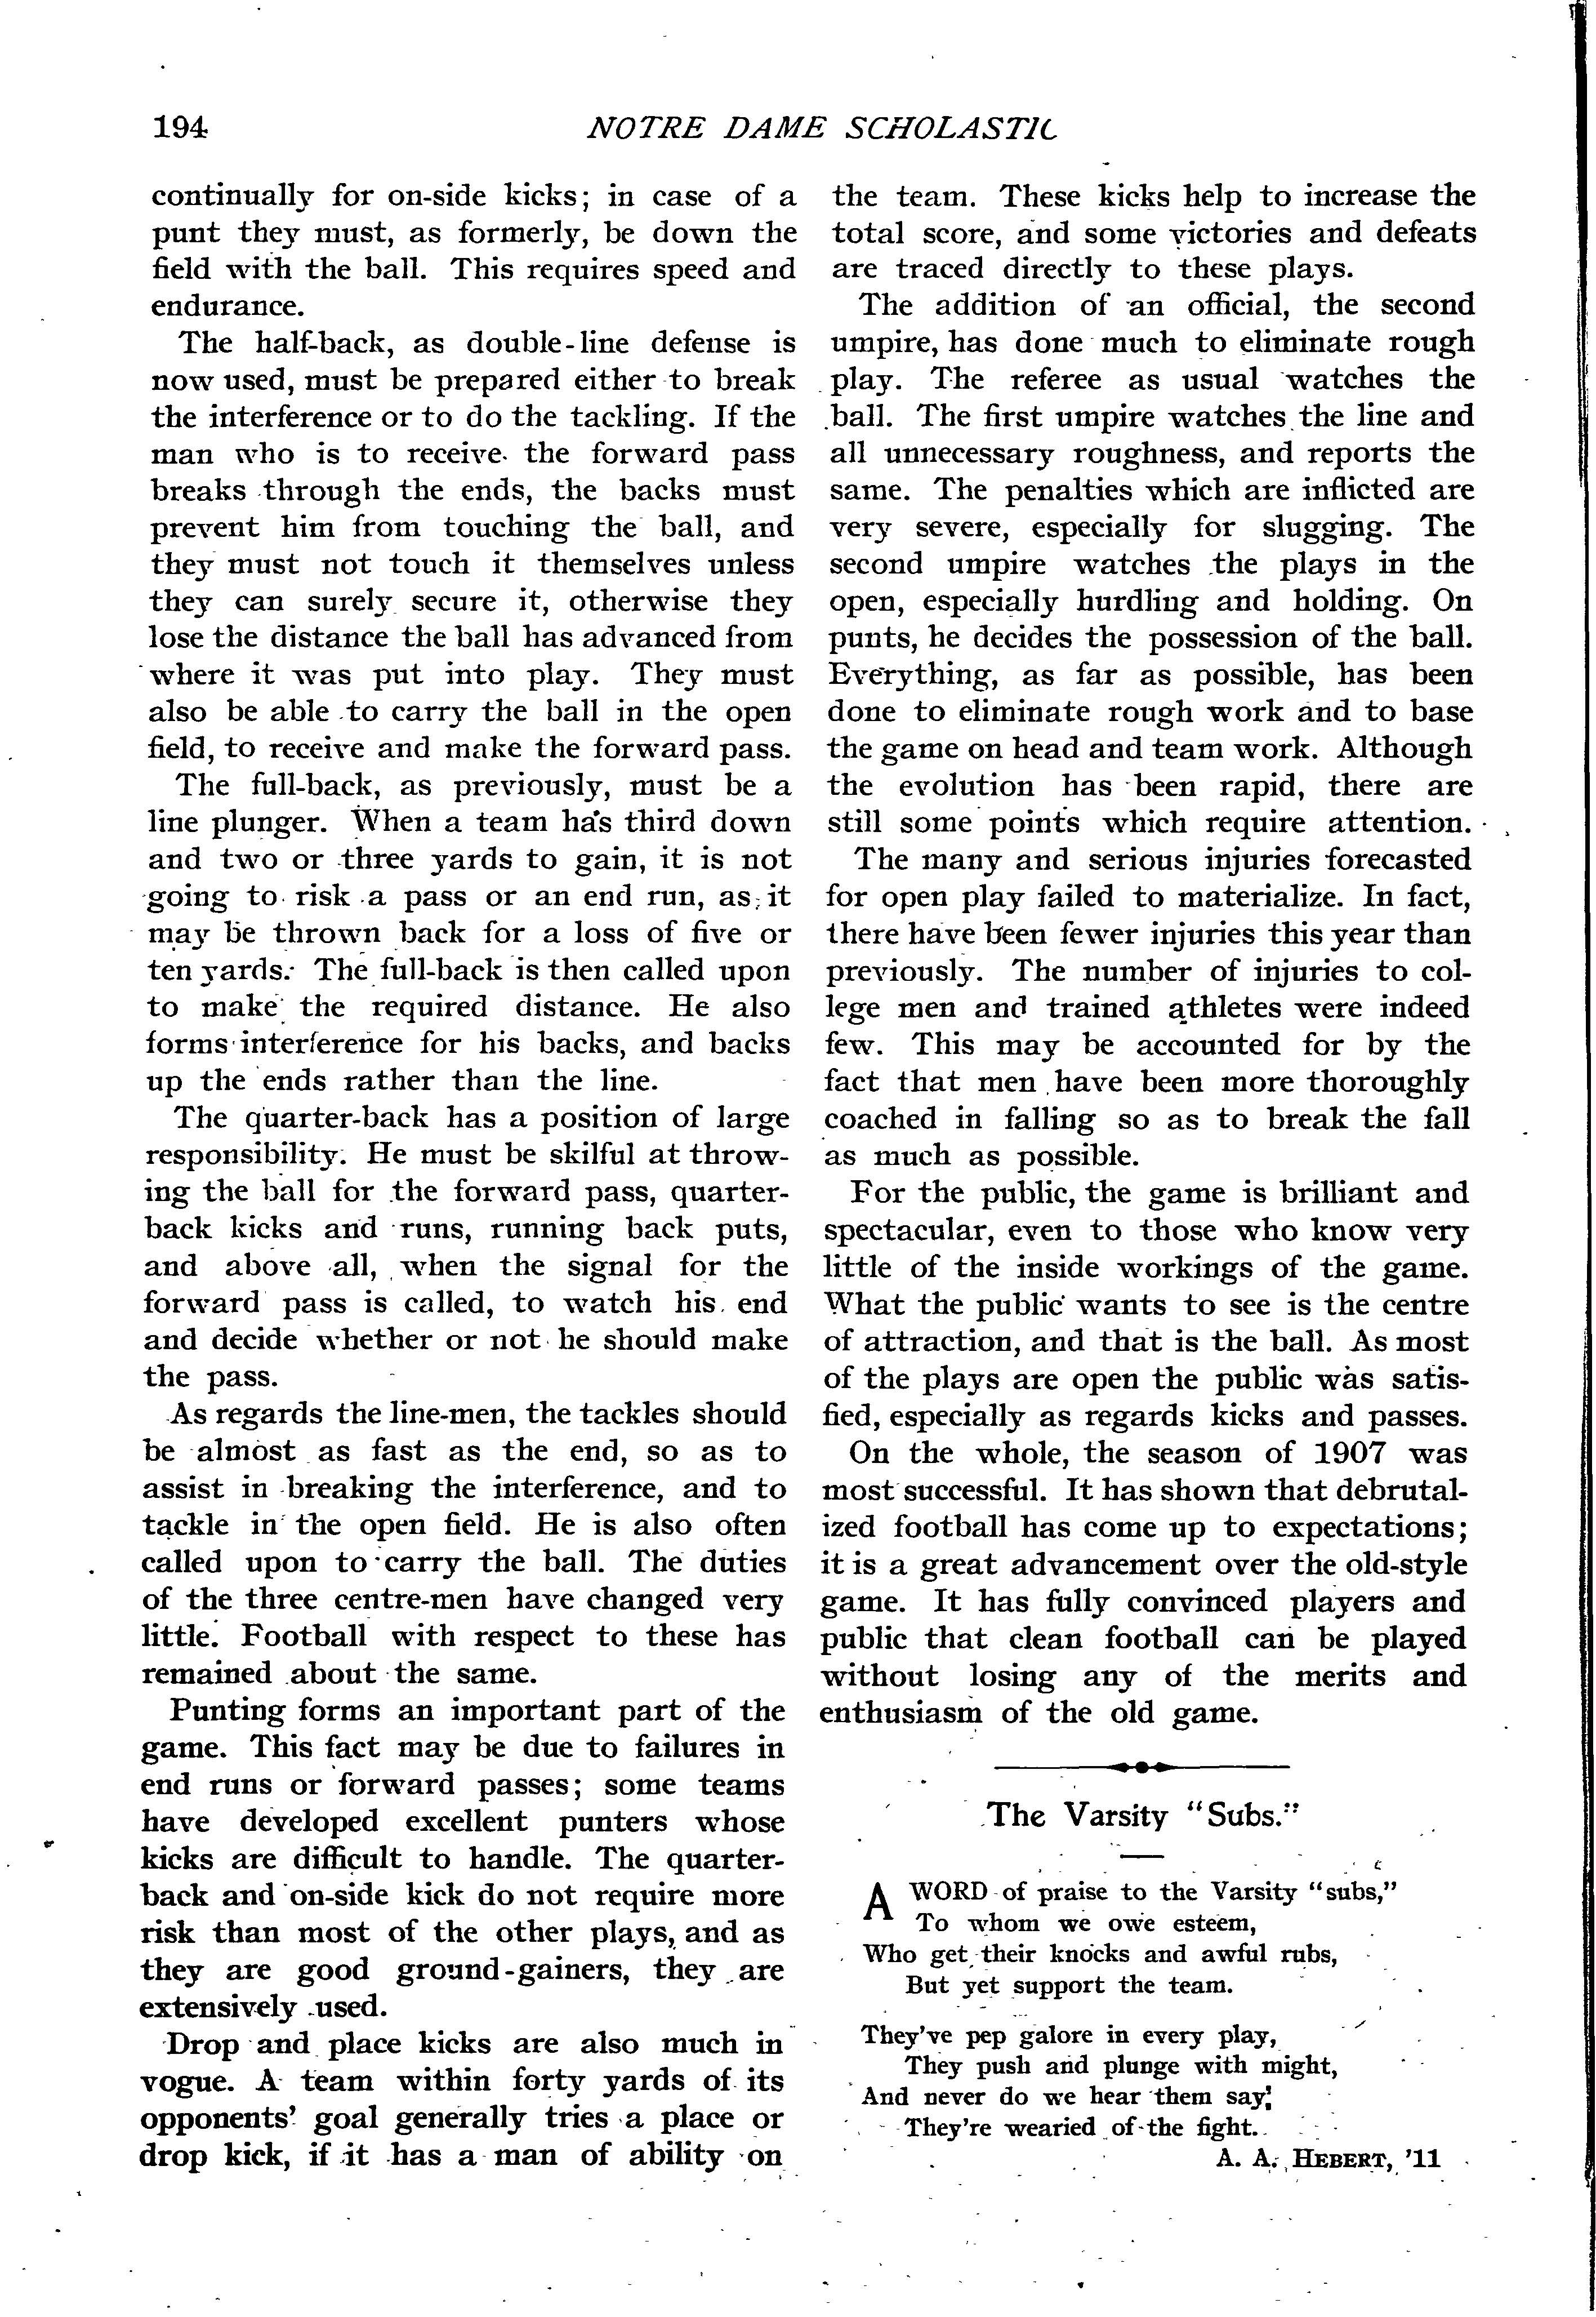 194
NOTRE DAME SCHOLASTIC
continually for on-side kicks; in case of a
punt they must, as formerly, be down the
field with the ball. This requires speed and
endurance.
The half-back, as double-line defense is
now used, must be prepared either to break
the interference or to do the tackling. If the
man who is to receive the forward pass
breaks through the ends, the backs must
prevent him from touching the ball, and
they must not touch it themselves unless
they can surely secure it, otherwise they
lose the distance the ball has advanced from
where it was put into play. They must
also be able to carry the ball in the open
field, to receive and make the forward pass.
The full-back, as previously, must be a
line plunger. When a team has third down
and two or three yards to gain, it is not
going to risk a pass or an end run, as it
may be thrown back for a loss of five or
ten yards. The full-back is then called upon
to make the required distance. He also
forms interference for his backs, and backs
up the ends rather than the line.
The quarter-back has a position of large
responsibility. He must be skilful at throw-
ing the ball for the forward pass, quarter-
back kicks and runs, running back puts,
and above all, when the signal for the
forward pass is called, to watch his end
and decide whether or not he should make
the pass.
As regards the line-men, the tackles should
be almost as fast as the end, so as to
assist in breaking the interference, and to
tackle in the open field. He is also often
called upon to carry the ball. The duties
of the three centre-men have changed very
little. Football with respect to these has
remained about the same.
Punting forms an important part of the
game. This fact may be due to failures in
end runs or forward passes; some teams
have developed excellent punters whose
kicks are difficult to handle. The quarter-
back and on-side kick do not require more
risk than most of the other plays, and as
they are good ground-gainers, they are
extensively used.
Drop and place kicks are also much in
vogue. A team within forty yards of its
opponents' goal generally tries a place or
drop kick, if it has a man of ability on
the team. These kicks help to increase the
total score, and some victories and defeats
are traced directly to these plays.
The addition of an official, the second
umpire, has done much to eliminate rough
play. The referee as usual watches the
ball. The first umpire watches the line and
all unnecessary roughness, and reports the
same. The penalties which are inflicted are
very severe, especially for slugging. The
second umpire watches the plays in the
open, especially hurdling and holding. On
punts, he decides the possession of the ball.
Everything, as far as possible, has been
done to eliminate rough work and to base
the game on head and team work. Although
the evolution has been rapid, there are
still some points which require attention.
The many and serious injuries forecasted
for open play failed to materialize. In fact,
there have been fewer injuries this year than
previously. The number of injuries to col-
lege men and trained athletes were indeed
few. This may be accounted for by the
fact that men have been more thoroughly
coached in falling so as to break the fall
as much as possible.
For the public, the game is brilliant and
spectacular, even to those who know very
little of the inside workings of the game.
What the public wants to see is the centre
of attraction, and that is the ball. As most
of the plays are open the public was satis-
fied, especially as regards kicks and passes.
On the whole, the season of 1907 was
most successful. It has shown that debrutal-
ized football has come up to expectations;
it is a great advancement over the old-style
game. It has fully convinced players and
public that clean football can be played
without losing any of the merits and
enthusiasm of the old game.
The Varsity "Subs."
A WORD of praise to the Varsity "subs,"
To whom we owe esteem,
Who get their knocks and awful rubs,
But yet support the team.
They've pep galore in every play,
They push and plunge with might,
And never do we hear them say
They're wearied of the fight.
A. A. HEBERT, '11